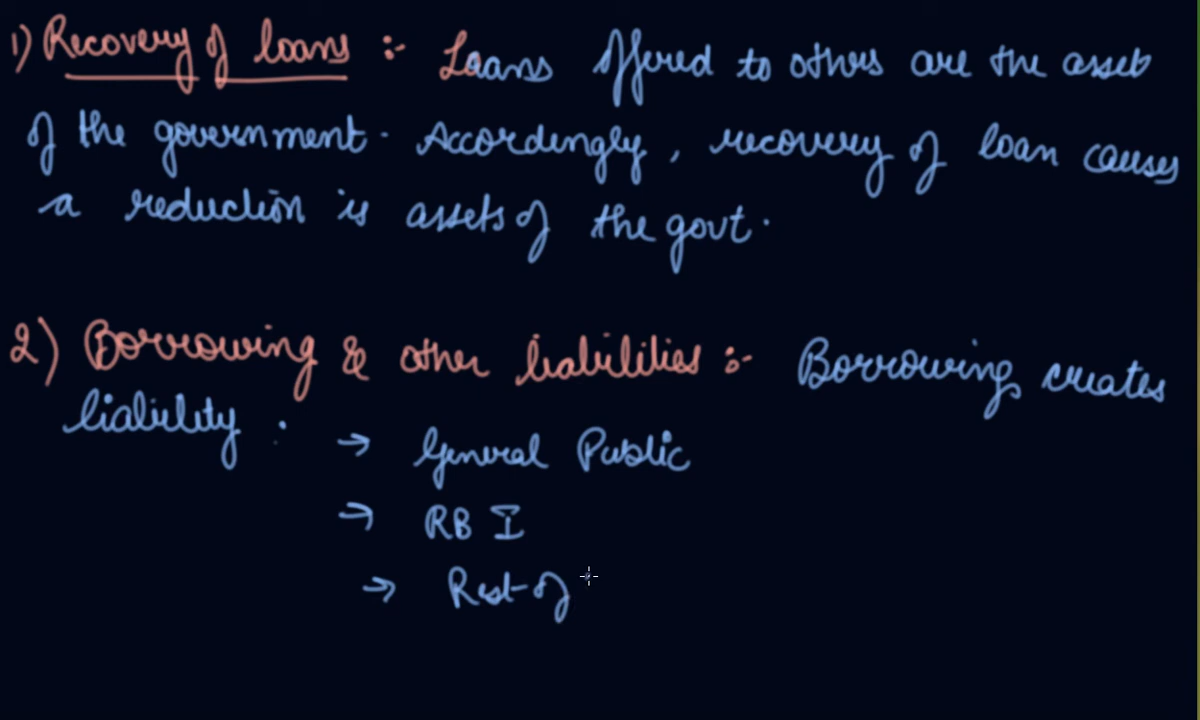 1) Recovery of loans :- Loans offered to others are the asset
of the government. Accordingly, recovery of loan causes
a reduction is assets of the govt.
2) Borrowing & other liabilities :- Borrowing creates
liability :
→ General Public
→ RBI
→ Rest of